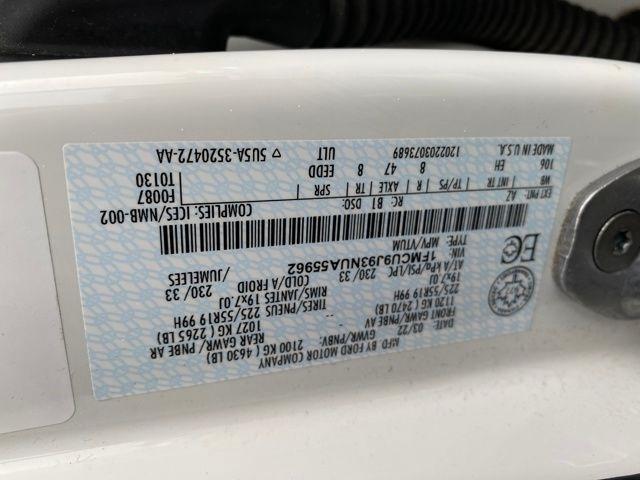 MFD BY FORD MOTOR COMPANY
DATE: 03/22 GVWR/PNBV: 2100 KG ( 4630 LB)
FRONT GAWR/ PNBE AV REAR GAWR/ PNBE AR
1120 KG ( 2470 LB) 1027 KG ( 2265 LB)
225/55R19 99H TIRES/PNEUS 225/55R19 99H
19x7.0J RIMS/JANTES 19x7.0J
AT/A kPa/PSI/LPC 230/33 COLD/A FROID 230/33 /JUMELEES
VIN: 1FMCU9J93NUA55962
TYPE: MPV/VTUM
EXT PNT: AZ RC: B1 DSO: COMPLIES: ICES/NMB-002
WB INT TR TP/PS AXLE TR SPR F0087
106 EH 8 47 8 EEDD T0130
ULT ▽ 5U5A-3520472-AA
MADE IN U.S.A. 120220307368​9